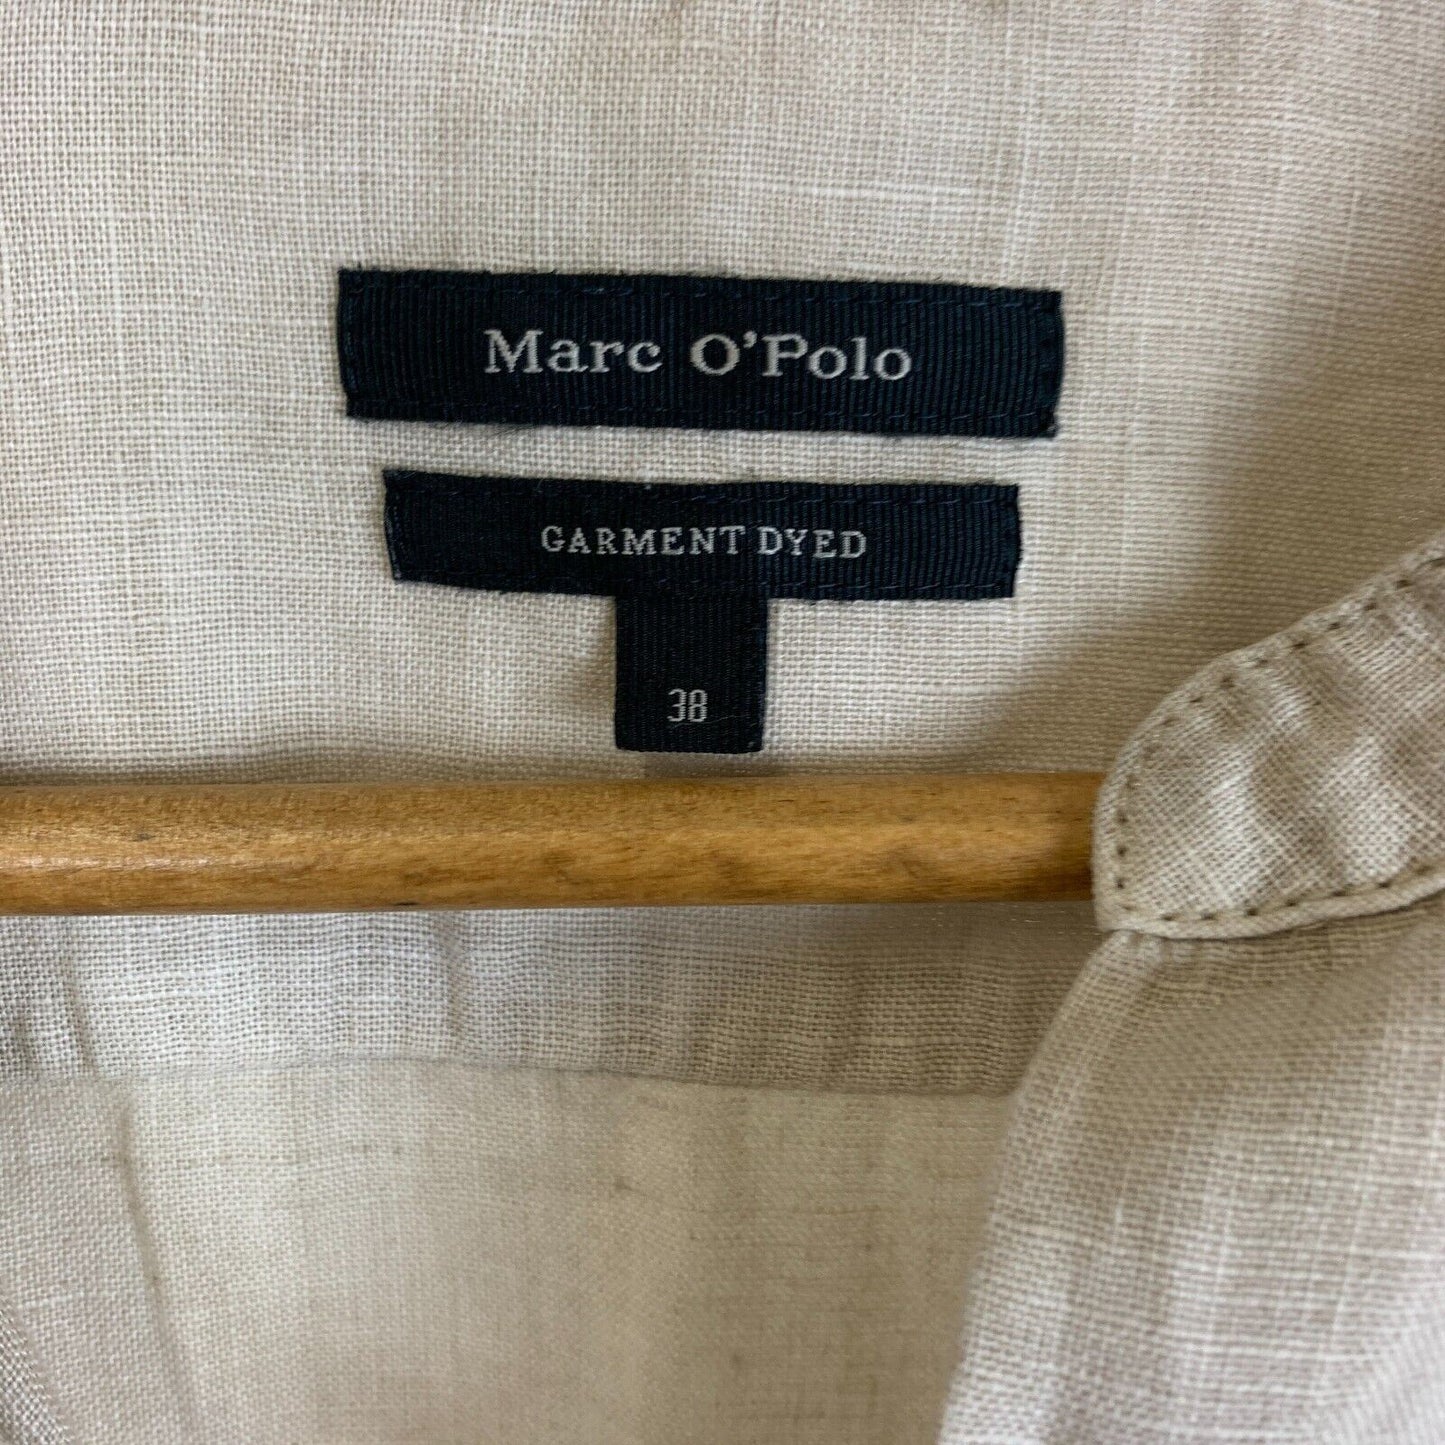 Marc O'Polo
GARMENT DYED
38